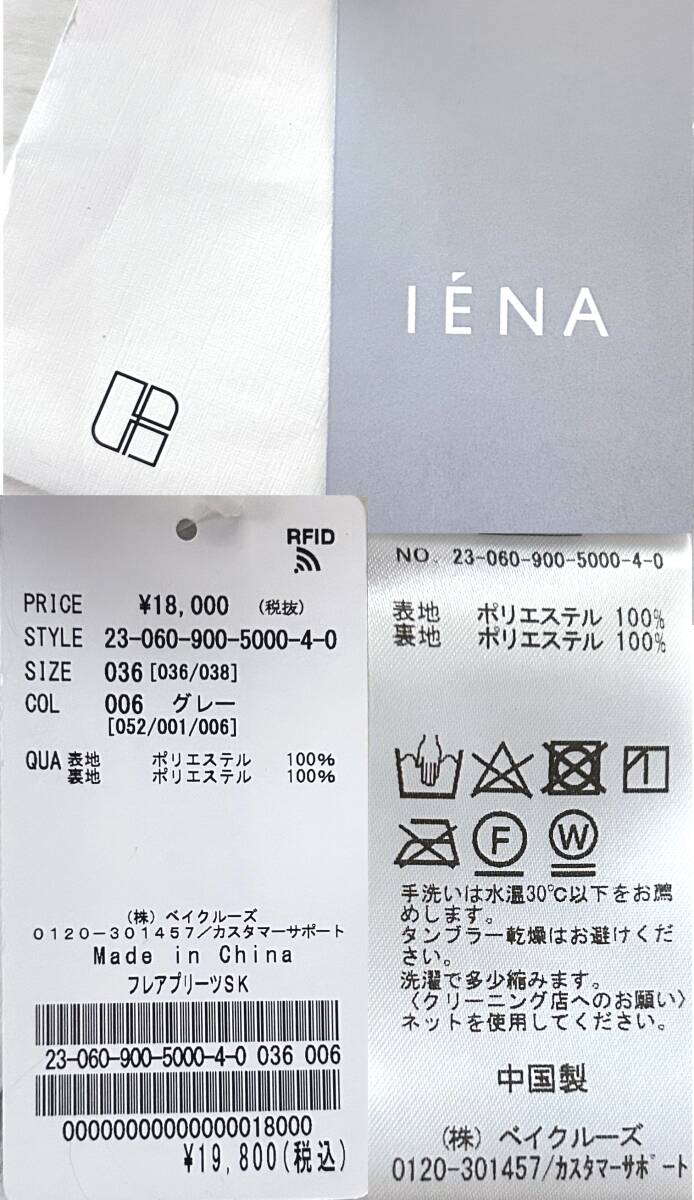 IÉNA
RFID
PRICE ¥18,000 (税抜)
STYLE 23-060-900-5000-4-0
SIZE 036 [036/038]
COL 006 グレー
[052/001/006]
QUA 表地 ポリエステル 100%
裏地 ポリエステル 100%
(株) ベイクルーズ
0120-301457/カスタマーサポート
Made in China
フレアプリーツSK
23-060-900-5000-4-0 036 006
00000000000000018000
¥19,800(税込)
NO. 23-060-900-5000-4-0
表地 ポリエステル 100%
裏地 ポリエステル 100%
F
W
手洗いは水温30℃以下をお薦
めします。
タンブラー乾燥はお避けくだ
さい。
洗濯で多少縮みます。
〈クリーニング店へのお願い〉
ネットを使用してください。
中国製
(株) ベイクルーズ
0120-301457/カスタマーサポート